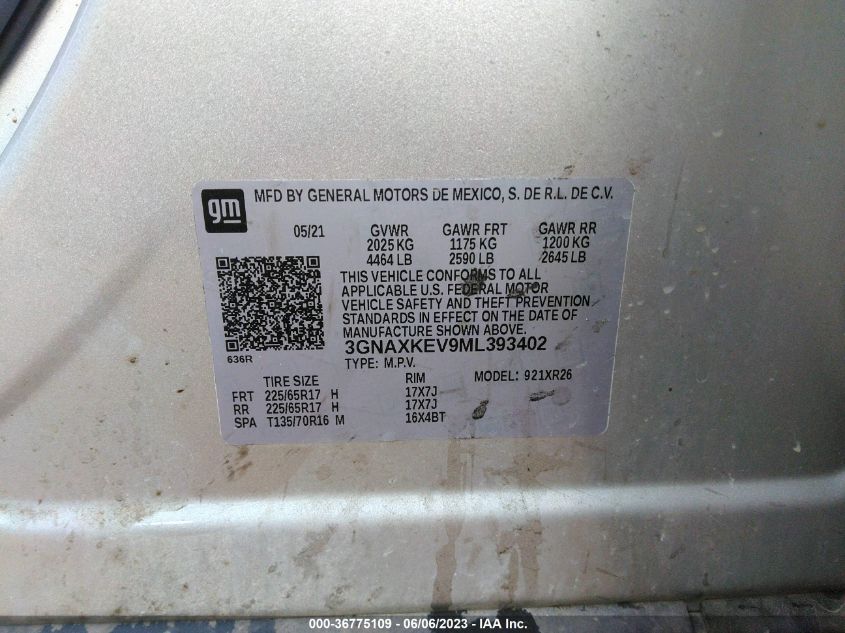 gm
MFD BY GENERAL MOTORS DE MEXICO, S. DE R.L. DE C.V.
05/21 GVWR GAWR FRT GAWR RR
2025 KG 1175 KG 1200 KG
4464 LB 2590 LB 2645 LB
THIS VEHICLE CONFORMS TO ALL
APPLICABLE U.S. FEDERAL MOTOR
VEHICLE SAFETY AND THEFT PREVENTION
STANDARDS IN EFFECT ON THE DATE OF
MANUFACTURE SHOWN ABOVE.
636R
3GNAXKEV9ML393402
TYPE: M.P.V.
TIRE SIZE RIM MODEL: 921XR26
FRT 225/65R17 H 17X7J
RR 225/65R17 H 17X7J
SPA T135/70R16 M 16X4BT
000-36775109 - 06/06/2023 - IAA Inc.